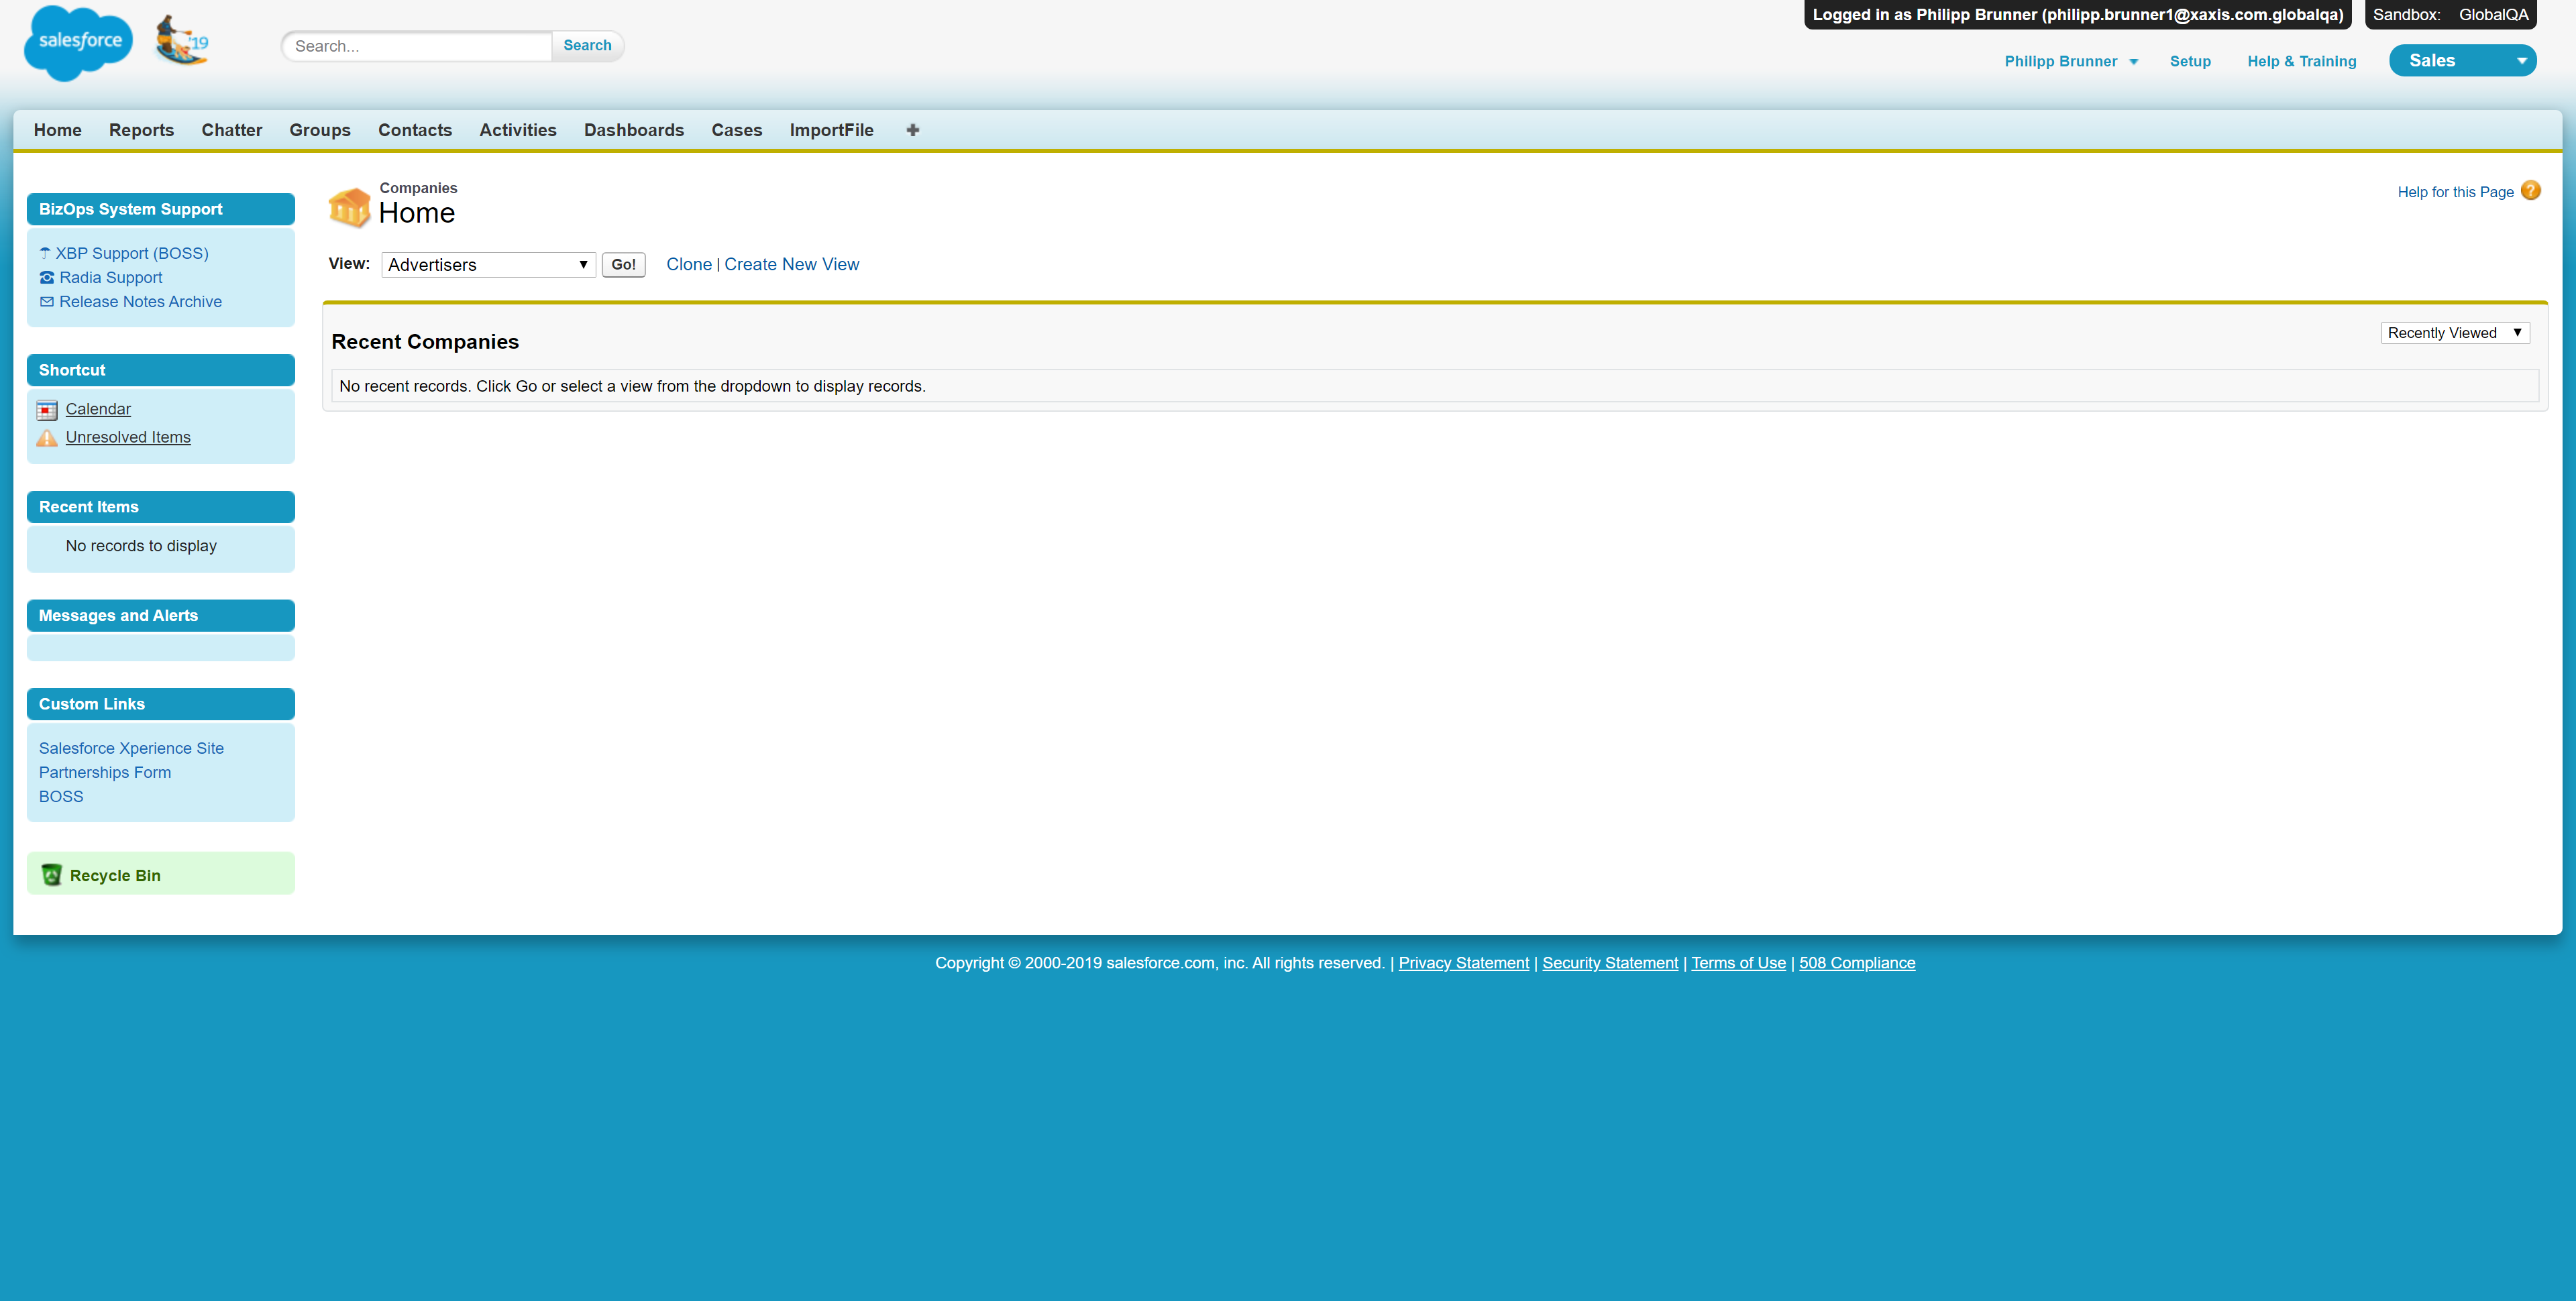 salesforce
'19
Search...
Search
Logged in as Philipp Brunner (philipp.brunner1@xaxis.com.globalqa)
Sandbox: GlobalQA
Philipp Brunner
Setup
Help & Training
Sales
Home
Reports
Chatter
Groups
Contacts
Activities
Dashboards
Cases
ImportFile
BizOps System Support
XBP Support (BOSS)
Radia Support
Release Notes Archive
Shortcut
Calendar
Unresolved Items
Recent Items
No records to display
Messages and Alerts
Custom Links
Salesforce Xperience Site
Partnerships Form
BOSS
Recycle Bin
Companies
Home
Help for this Page
View: Advertisers Go! Clone | Create New View
Recent Companies
Recently Viewed
No recent records. Click Go or select a view from the dropdown to display records.
Copyright © 2000-2019 salesforce.com, inc. All rights reserved. | Privacy Statement | Security Statement | Terms of Use | 508 Compliance